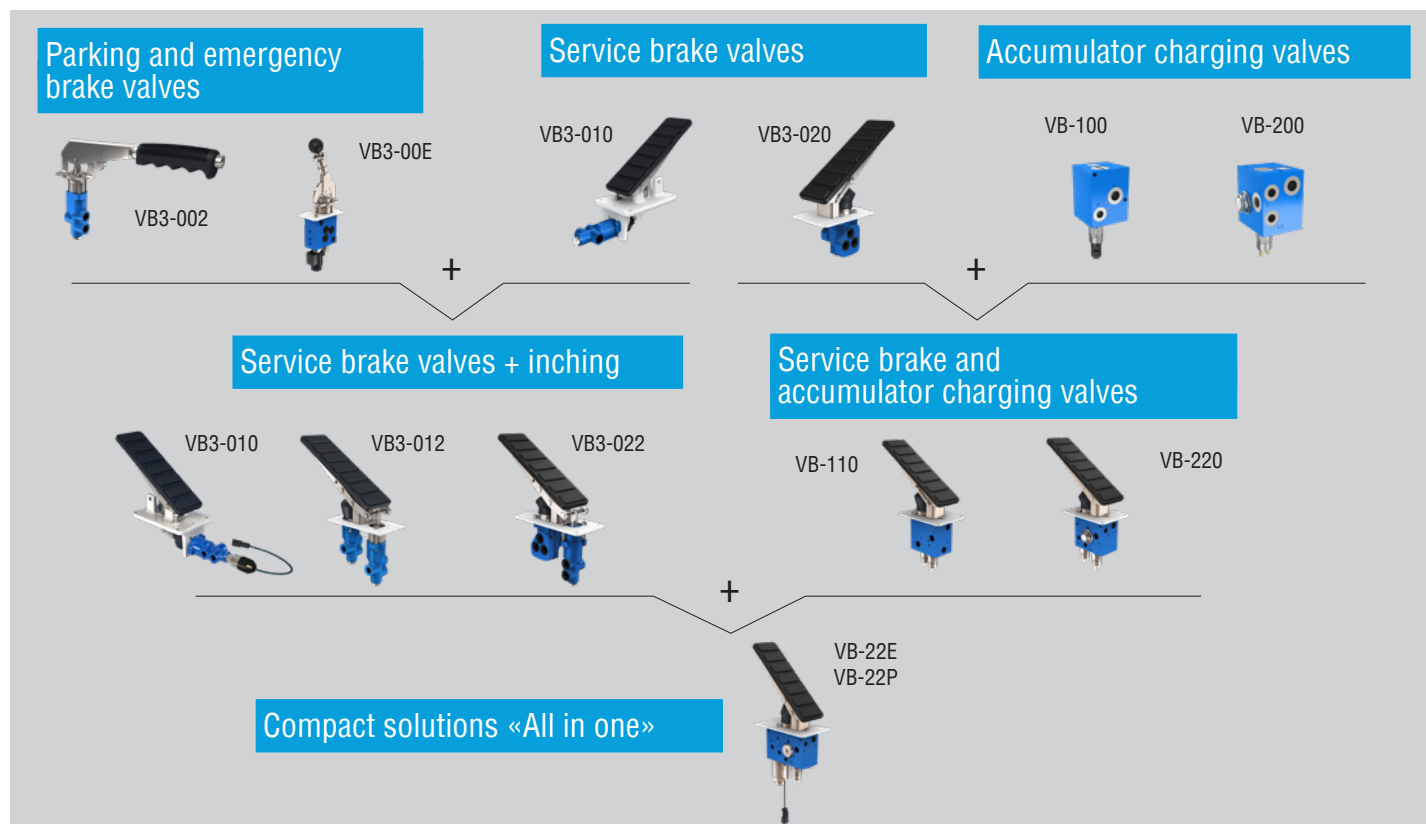 Parking and emergency
brake valves
Service brake valves
Accumulator charging valves
VB3-002
VB3-00E
VB3-010
VB3-020
VB-100
VB-200
+
+
Service brake valves + inching
Service brake and
accumulator charging valves
VB3-010
VB3-012
VB3-022
VB-110
VB-220
+
VB-22E
VB-22P
Compact solutions «All in one»